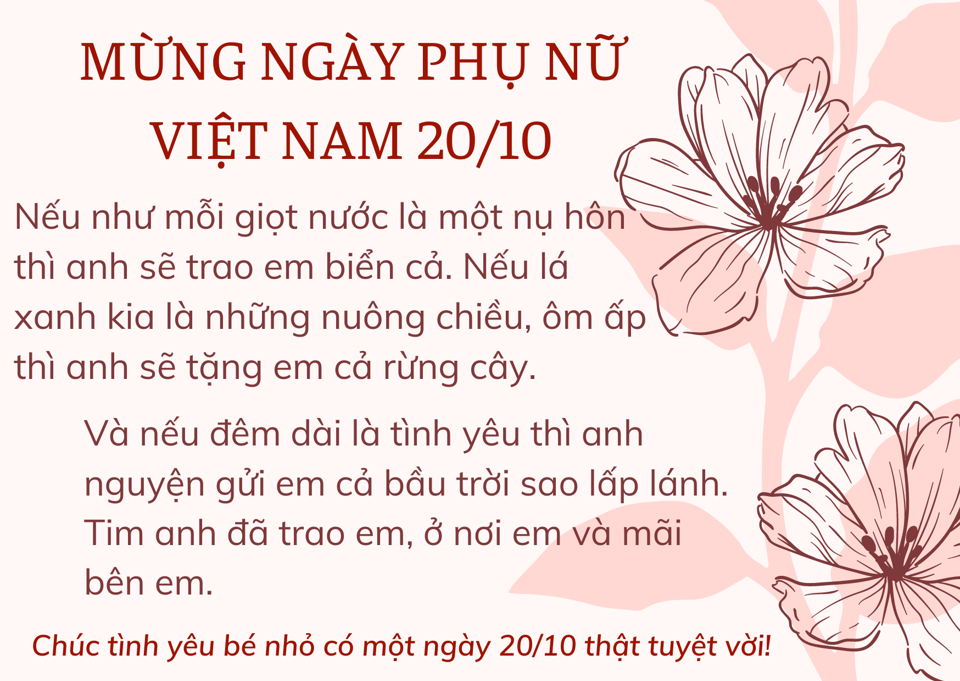 MỪNG NGÀY PHỤ NỮ
VIỆT NAM 20/10
Nếu như mỗi giọt nước là một nụ hôn
thì anh sẽ trao em biển cả. Nếu lá
xanh kia là những nuông chiều, ôm ấp
thì anh sẽ tặng em cả rừng cây.
Và nếu đêm dài là tình yêu thì anh
nguyện gửi em cả bầu trời sao lấp lánh.
Tim anh đã trao em, ở nơi em và mãi
bên em.
Chúc tình yêu bé nhỏ có một ngày 20/10 thật tuyệt vời!